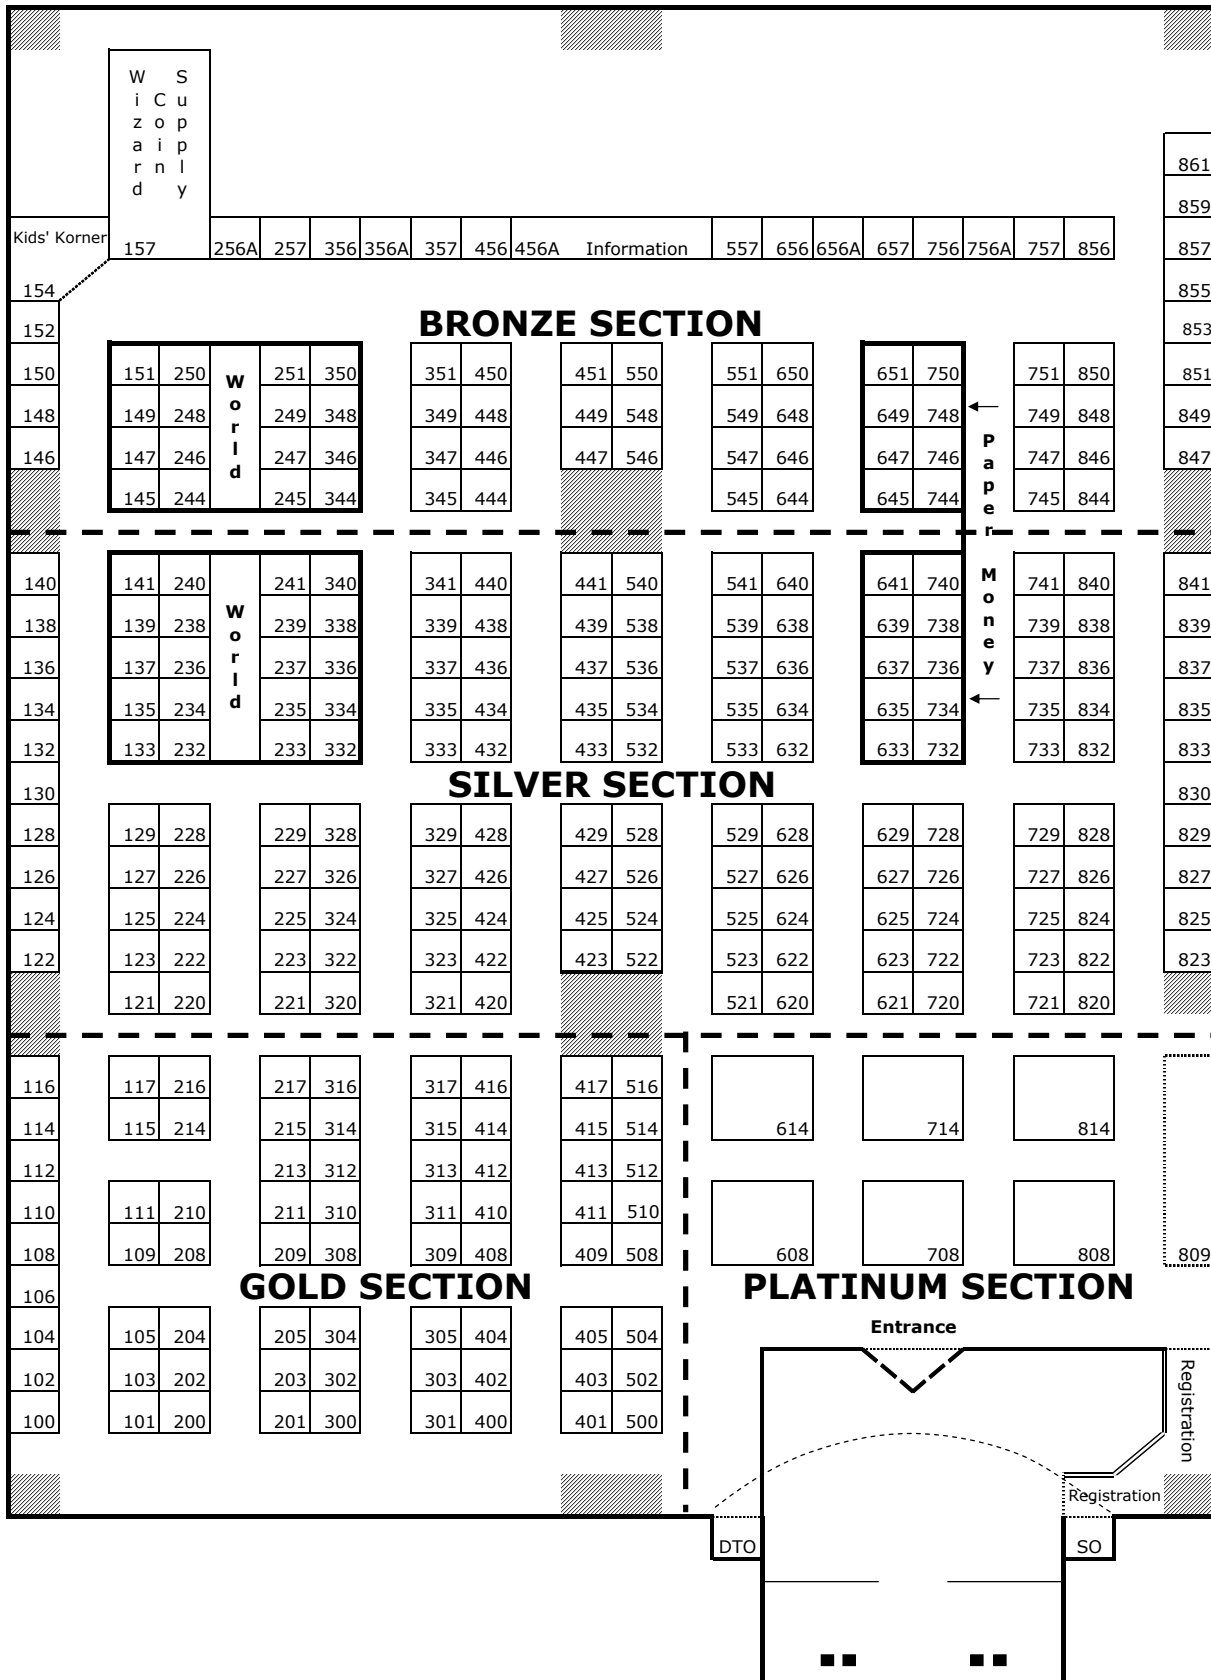 Wizard Coin Supply
861
859
Kids' Korner 157 256A 257 356 356A 357 456 456A Information 557 656 656A 657 756 756A 757 856 857
154 855
BRONZE SECTION
152 853
150 151 250 251 350 351 450 451 550 551 650 651 750 751 850 851
World
148 149 248 249 348 349 448 449 548 549 648 649 748 749 848 849
146 147 246 247 346 347 446 447 546 547 646 647 746 747 846 847
145 244 245 344 345 444 545 644 645 744 745 844
Paper Money
140 141 240 241 340 341 440 441 540 541 640 641 740 741 840 841
World
138 139 238 239 338 339 438 439 538 539 638 639 738 739 838 839
136 137 236 237 336 337 436 437 536 537 636 637 736 737 836 837
134 135 234 235 334 335 434 435 534 535 634 635 734 735 834 835
132 133 232 233 332 333 432 433 532 533 632 633 732 733 832 833
SILVER SECTION
130 830
128 129 228 229 328 329 428 429 528 529 628 629 728 729 828 829
126 127 226 227 326 327 426 427 526 527 626 627 726 727 826 827
124 125 224 225 324 325 424 425 524 525 624 625 724 725 824 825
122 123 222 223 322 323 422 423 522 523 622 623 722 723 822 823
121 220 221 320 321 420 521 620 621 720 721 820
116 117 216 217 316 317 416 417 516
114 115 214 215 314 315 414 415 514 614 714 814
112 213 312 313 412 413 512
110 111 210 211 310 311 410 411 510
108 109 208 209 308 309 408 409 508 608 708 808 809
GOLD SECTION PLATINUM SECTION
106
Entrance
104 105 204 205 304 305 404 405 504
102 103 202 203 302 303 402 403 502
100 101 200 201 300 301 400 401 500
Registration
Registration
DTO SO